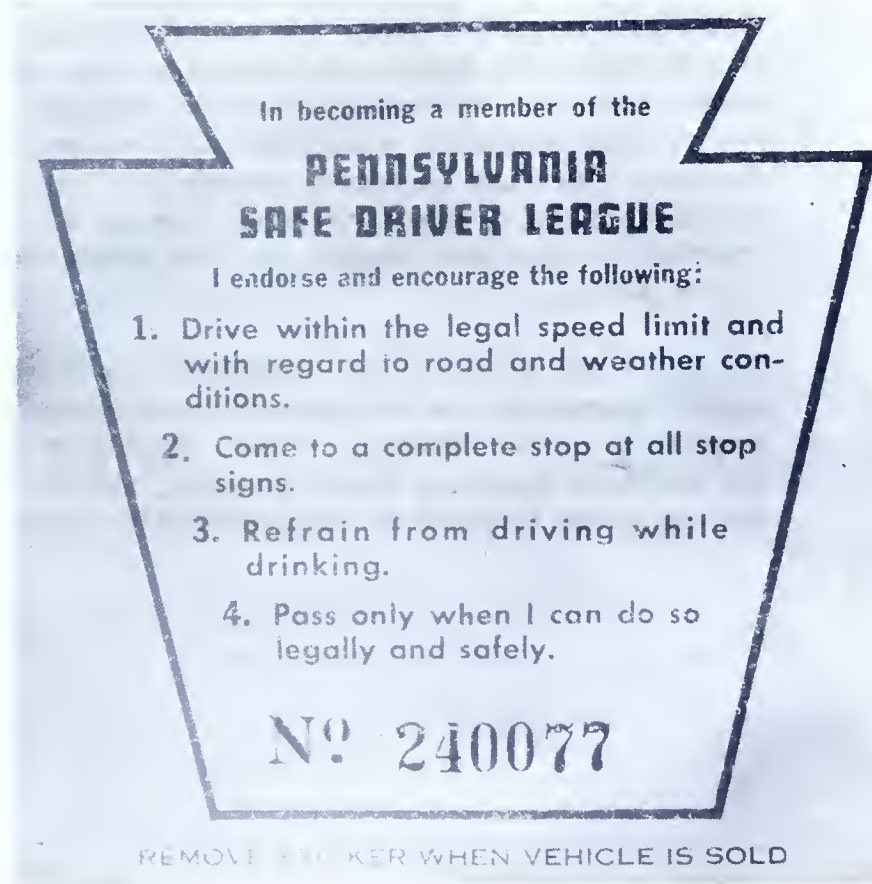 In becoming a member of the
PENNSYLVANIA
SAFE DRIVER LEAGUE
I endorse and encourage the following:
1. Drive within the legal speed limit and
with regard to road and weather con-
ditions.
2. Come to a complete stop at all stop
signs.
3. Refrain from driving while
drinking.
4. Pass only when I can do so
legally and safely.
Nº 240077
REMOVE STICKER WHEN VEHICLE IS SOLD